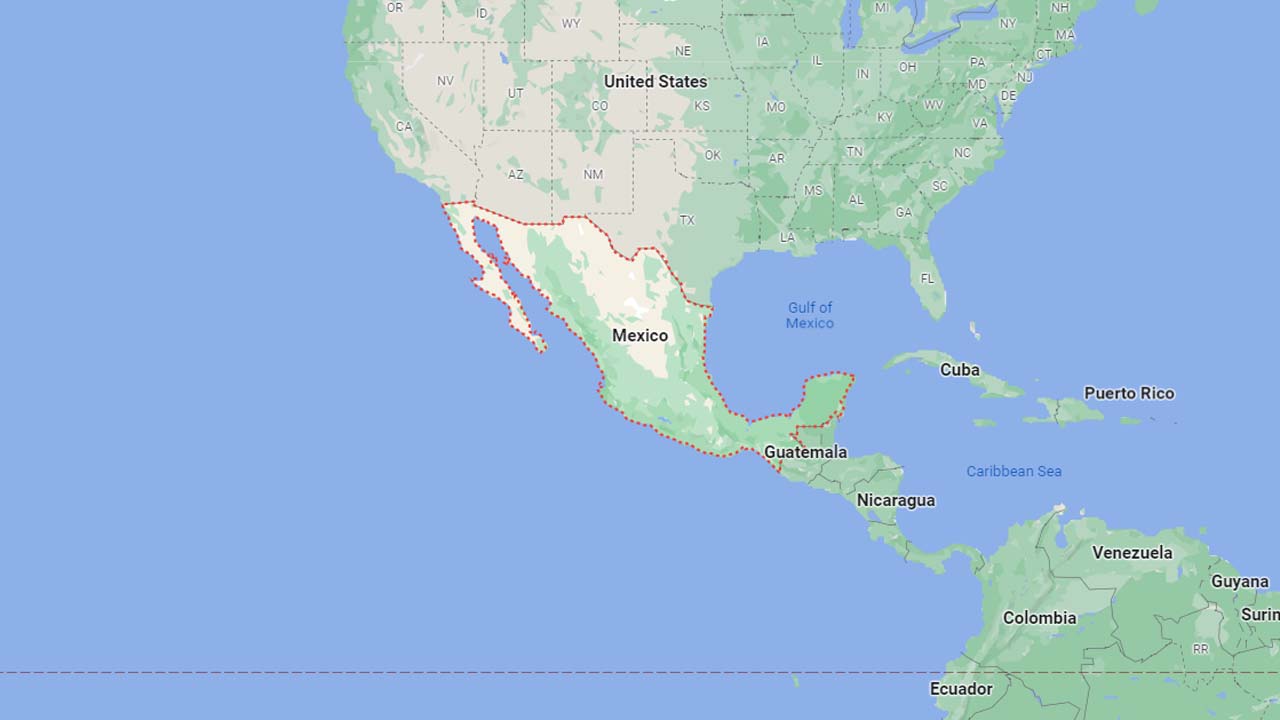 OR
ID
WY
MI
NH
NY
MA
NE
IA
CT
IL
IN
OH
PA
NV
United States
MD
NJ
UT
CO
KS
MO
WV
DE
KY
VA
CA
OK
AR
TN
NC
AZ
NM
MS
AL
SC
TX
GA
LA
FL
Gulf of
Mexico
Mexico
Cuba
Puerto Rico
Guatemala
Caribbean Sea
Nicaragua
Venezuela
Guyana
Colombia
Surin
RR
Ecuador